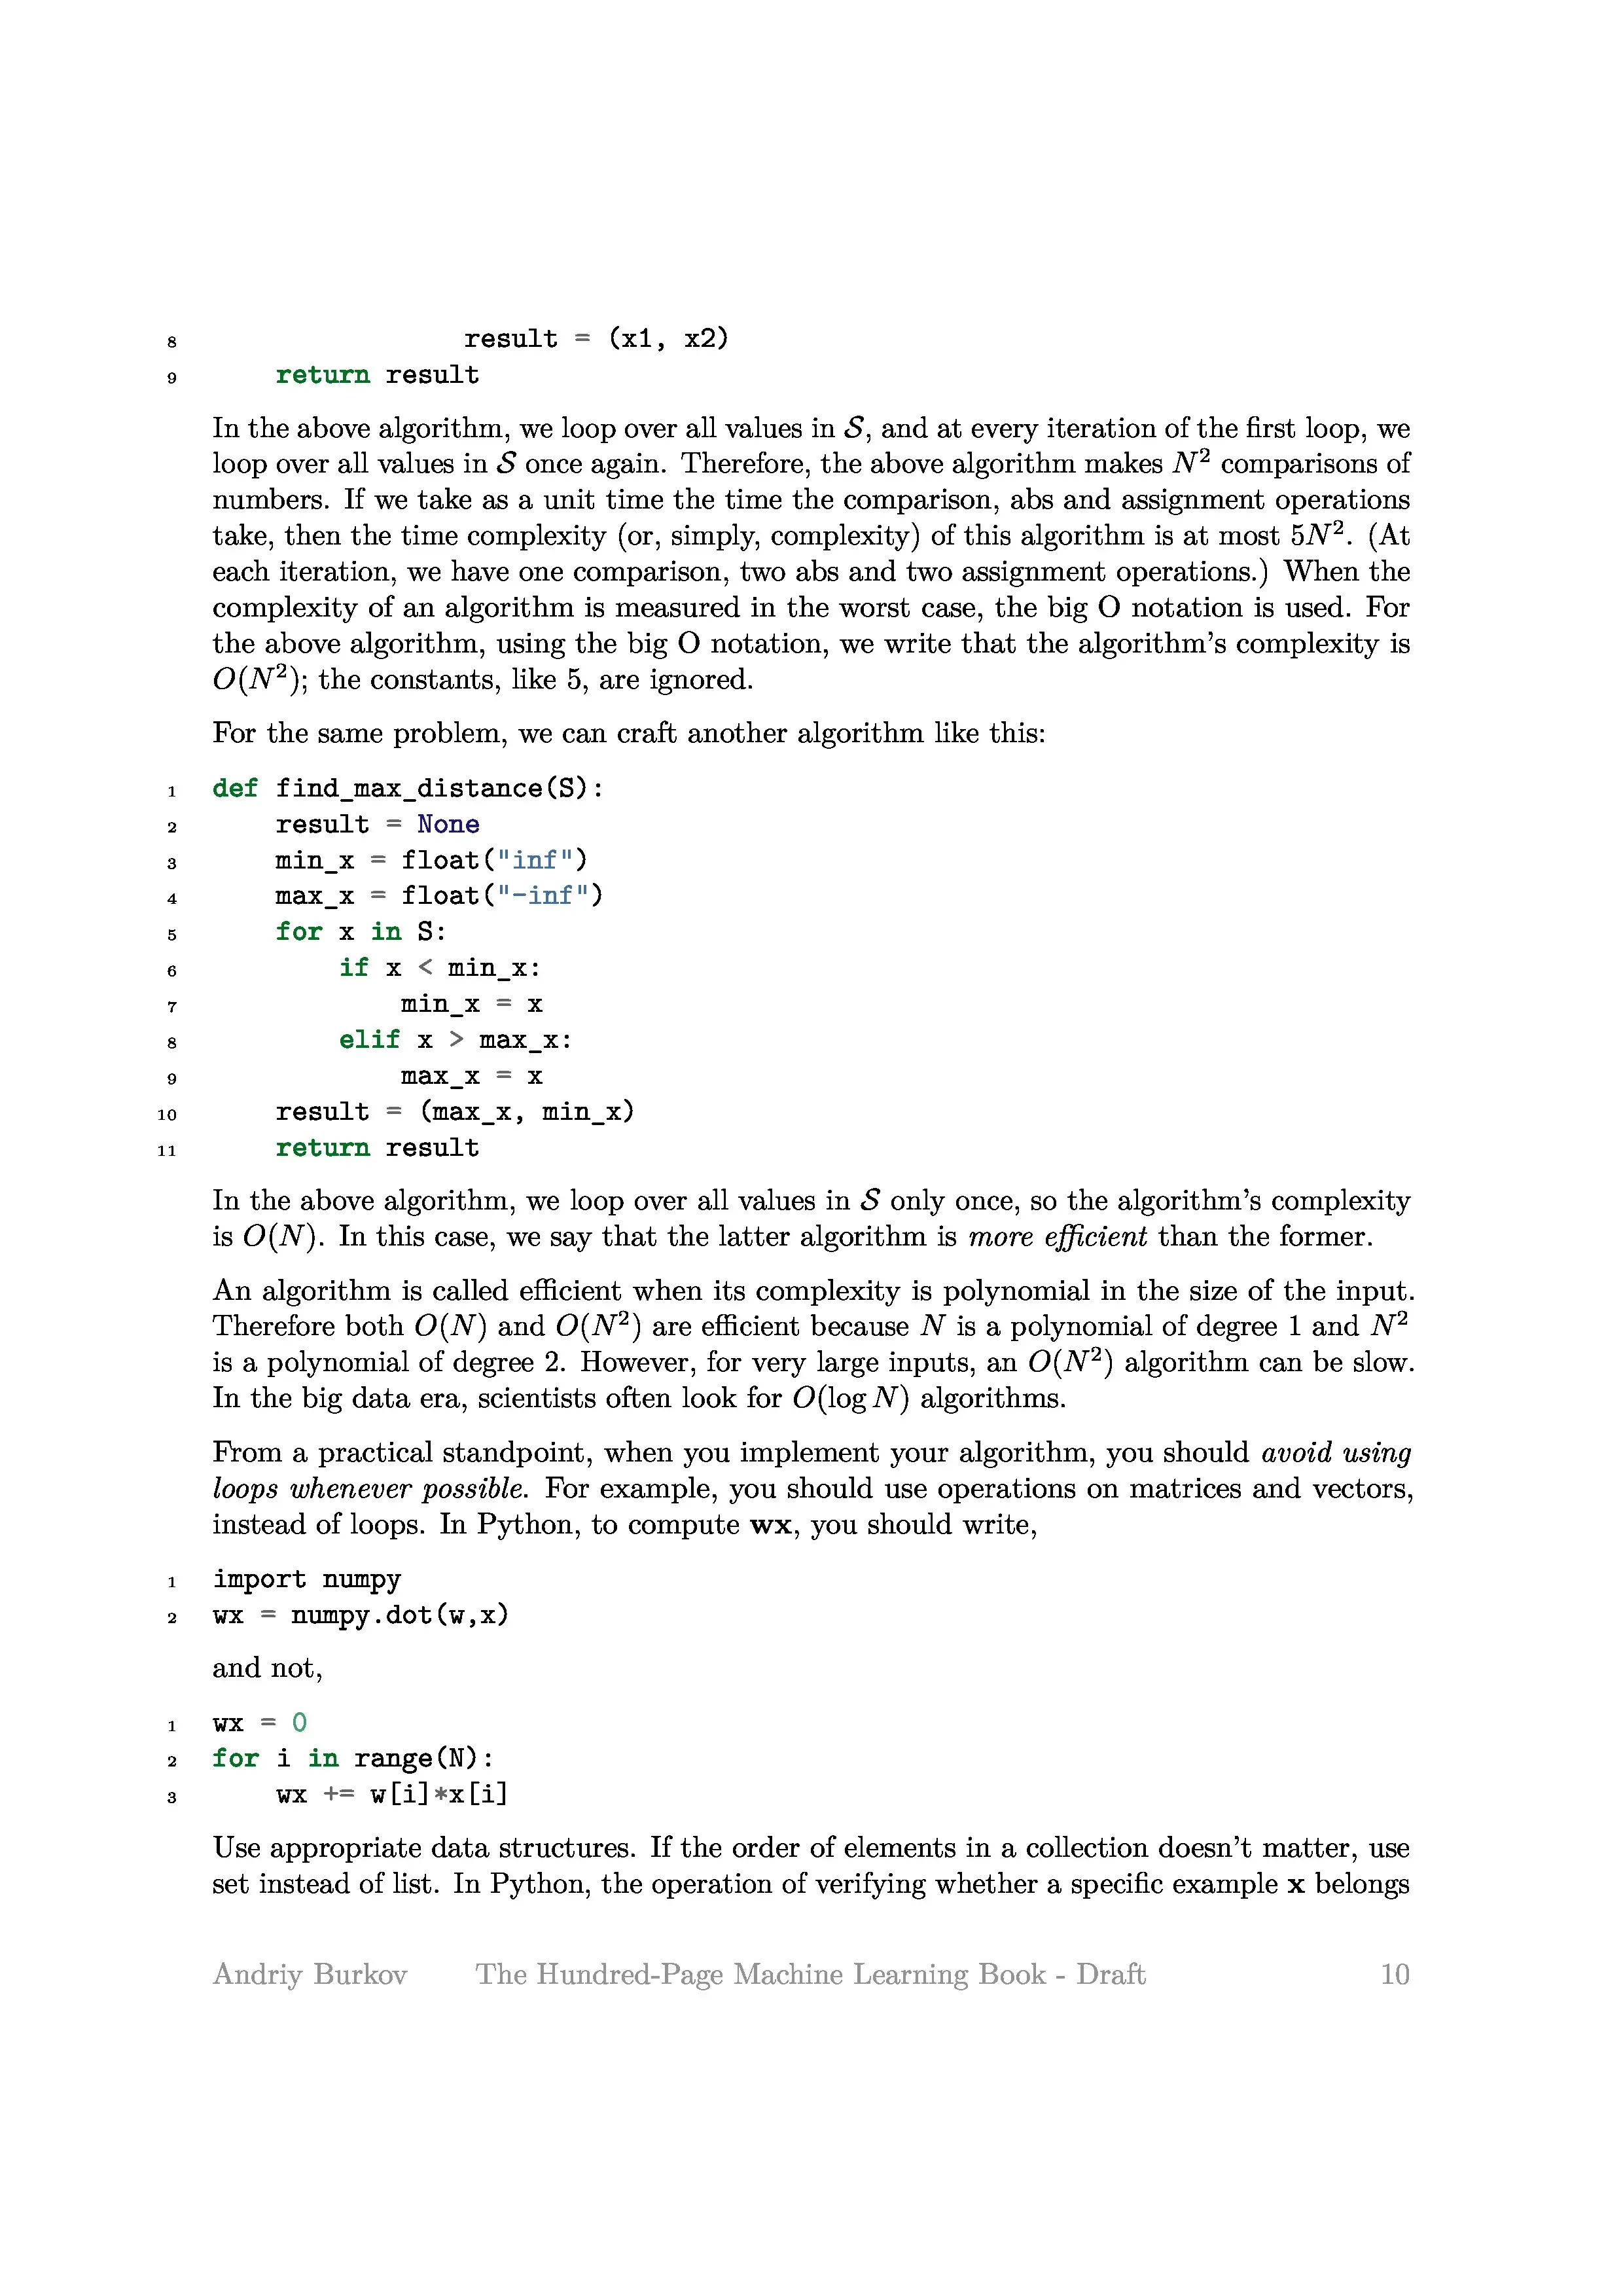 8 result = (x1, x2)
9 return result
In the above algorithm, we loop over all values in 𝒮, and at every iteration of the first loop, we
loop over all values in 𝒮 once again. Therefore, the above algorithm makes N² comparisons of
numbers. If we take as a unit time the time the comparison, abs and assignment operations
take, then the time complexity (or, simply, complexity) of this algorithm is at most 5N². (At
each iteration, we have one comparison, two abs and two assignment operations.) When the
complexity of an algorithm is measured in the worst case, the big O notation is used. For
the above algorithm, using the big O notation, we write that the algorithm's complexity is
O(N²); the constants, like 5, are ignored.
For the same problem, we can craft another algorithm like this:
1 def find_max_distance(S):
2 result = None
3 min_x = float("inf")
4 max_x = float("-inf")
5 for x in S:
6 if x < min_x:
7 min_x = x
8 elif x > max_x:
9 max_x = x
10 result = (max_x, min_x)
11 return result
In the above algorithm, we loop over all values in 𝒮 only once, so the algorithm's complexity
is O(N). In this case, we say that the latter algorithm is more efficient than the former.
An algorithm is called efficient when its complexity is polynomial in the size of the input.
Therefore both O(N) and O(N²) are efficient because N is a polynomial of degree 1 and N²
is a polynomial of degree 2. However, for very large inputs, an O(N²) algorithm can be slow.
In the big data era, scientists often look for O(log N) algorithms.
From a practical standpoint, when you implement your algorithm, you should avoid using
loops whenever possible. For example, you should use operations on matrices and vectors,
instead of loops. In Python, to compute wx, you should write,
1 import numpy
2 wx = numpy.dot(w,x)
and not,
1 wx = 0
2 for i in range(N):
3 wx += w[i]*x[i]
Use appropriate data structures. If the order of elements in a collection doesn't matter, use
set instead of list. In Python, the operation of verifying whether a specific example x belongs
Andriy Burkov The Hundred-Page Machine Learning Book - Draft 10